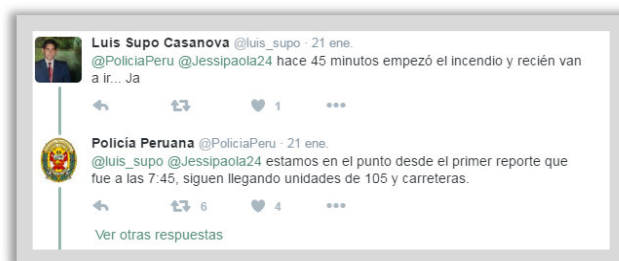 Luis Supo Casanova @luis_supo · 21 ene.
@PoliciaPeru @Jessipaola24 hace 45 minutos empezó el incendio y recién van
a ir... Ja
1
Policía Peruana @PoliciaPeru · 21 ene.
@luis_supo @Jessipaola24 estamos en el punto desde el primer reporte que
fue a las 7:45, siguen llegando unidades de 105 y carreteras.
6 4
Ver otras respuestas